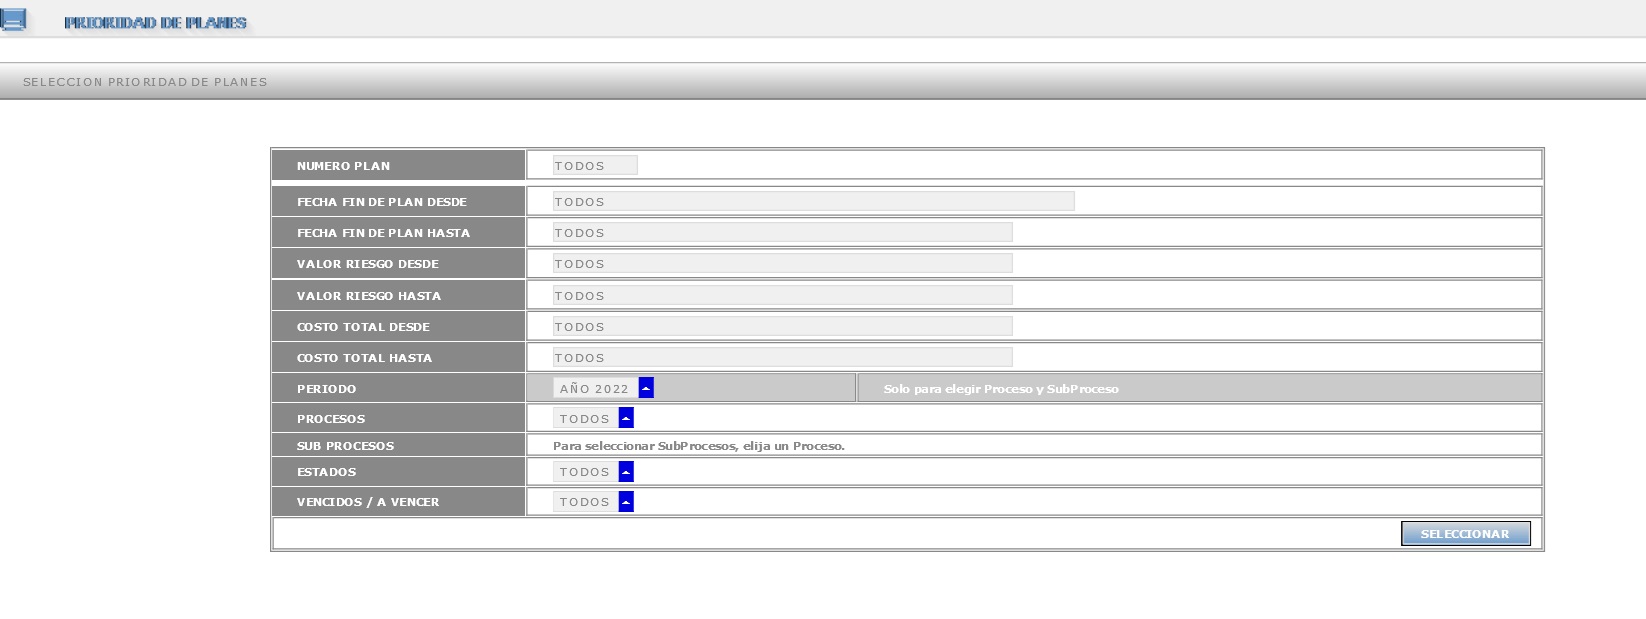 PRIORIDAD DE PLANES
SELECCION PRIORIDAD DE PLANES
NUMERO PLAN TODOS
FECHA FIN DE PLAN DESDE TODOS
FECHA FIN DE PLAN HASTA TODOS
VALOR RIESGO DESDE TODOS
VALOR RIESGO HASTA TODOS
COSTO TOTAL DESDE TODOS
COSTO TOTAL HASTA TODOS
PERIODO AÑO 2022 Solo para elegir Proceso y SubProceso
PROCESOS TODOS
SUB PROCESOS Para seleccionar SubProcesos, elija un Proceso.
ESTADOS TODOS
VENCIDOS / A VENCER TODOS
SELECCIONAR